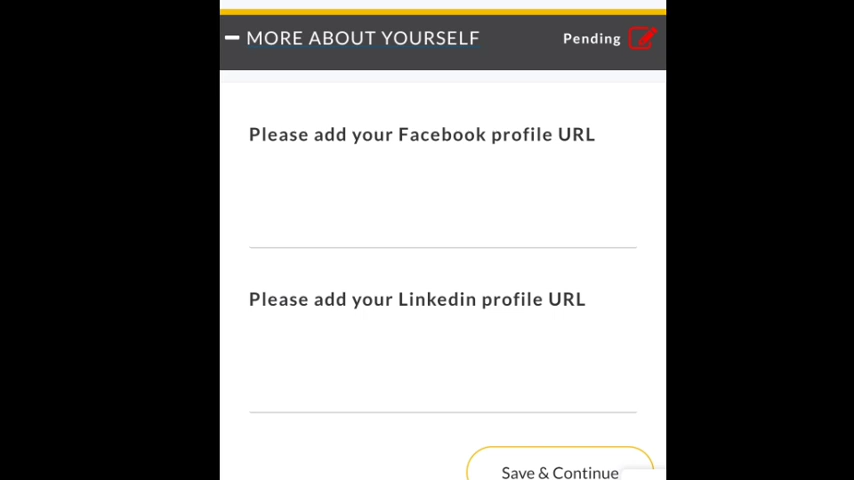 MORE ABOUT YOURSELF Pending
Please add your Facebook profile URL
Please add your Linkedin profile URL
Save & Continue